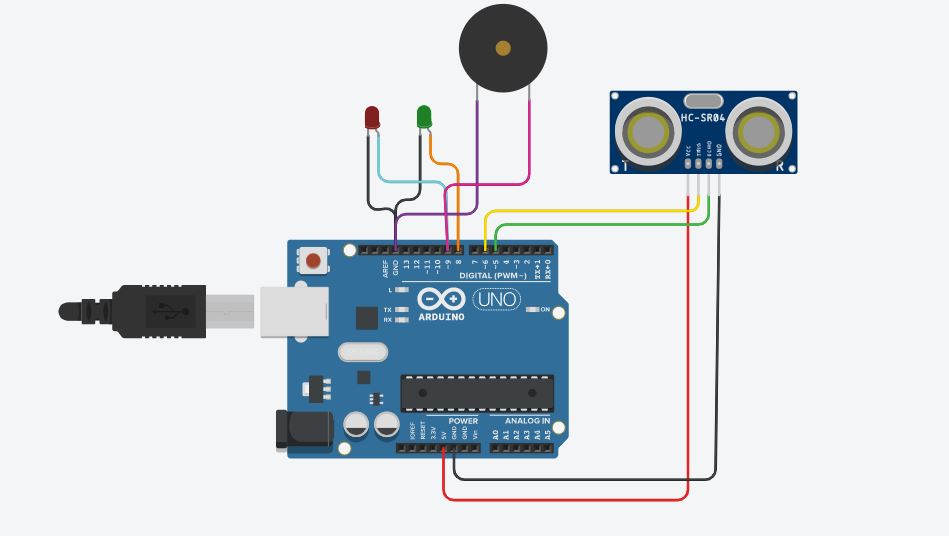 HC-SR04
VCC
TRIG
ECHO
GND
T
R
AREF
GND
13
12
~11
~10
~9
8
7
~6
~5
4
~3
2
TX→1
RX←0
DIGITAL (PWM~)
L
TX
RX
ARDUINO
UNO
ON
POWER
ANALOG IN
IOREF
RESET
3.3V
5V
GND
GND
Vin
A0
A1
A2
A3
A4
A5